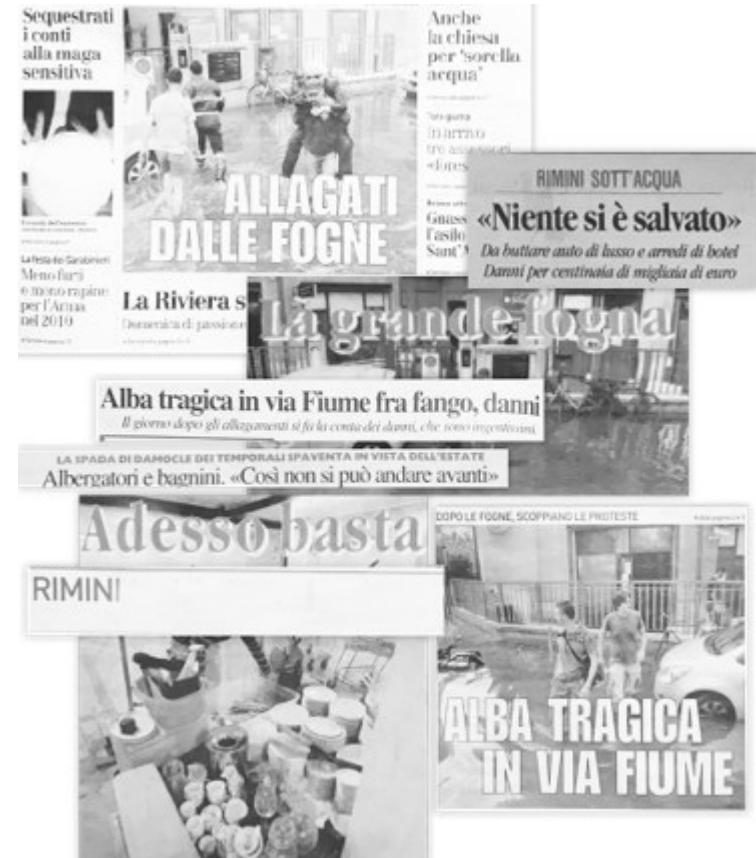 Sequestrati
i conti
alla maga
sensitiva
La festa dei Carabinieri
Meno furti
e meno rapine
per l'Arma
nel 2010
ALLAGATI
DALLE FOGNE
La Riviera s
Domenica di passione
Anche
la chiesa
per 'sorella
acqua'
In arrivo
tre assessori
Gnass
l'asilo
Sant'
RIMINI SOTT'ACQUA
«Niente si è salvato»
Da buttare auto di lusso e arredi di hotel
Danni per centinaia di migliaia di euro
La grande fogna
Alba tragica in via Fiume fra fango, danni
Il giorno dopo gli allagamenti si fa la conta dei danni, che sono ingentissimi
LA SPADA DI DAMOCLE DEI TEMPORALI SPAVENTA IN VISTA DELL'ESTATE
Albergatori e bagnini. «Così non si può andare avanti»
Adesso basta
RIMINI
DOPO LE FOGNE, SCOPPIANO LE PROTESTE
ALBA TRAGICA
IN VIA FIUME